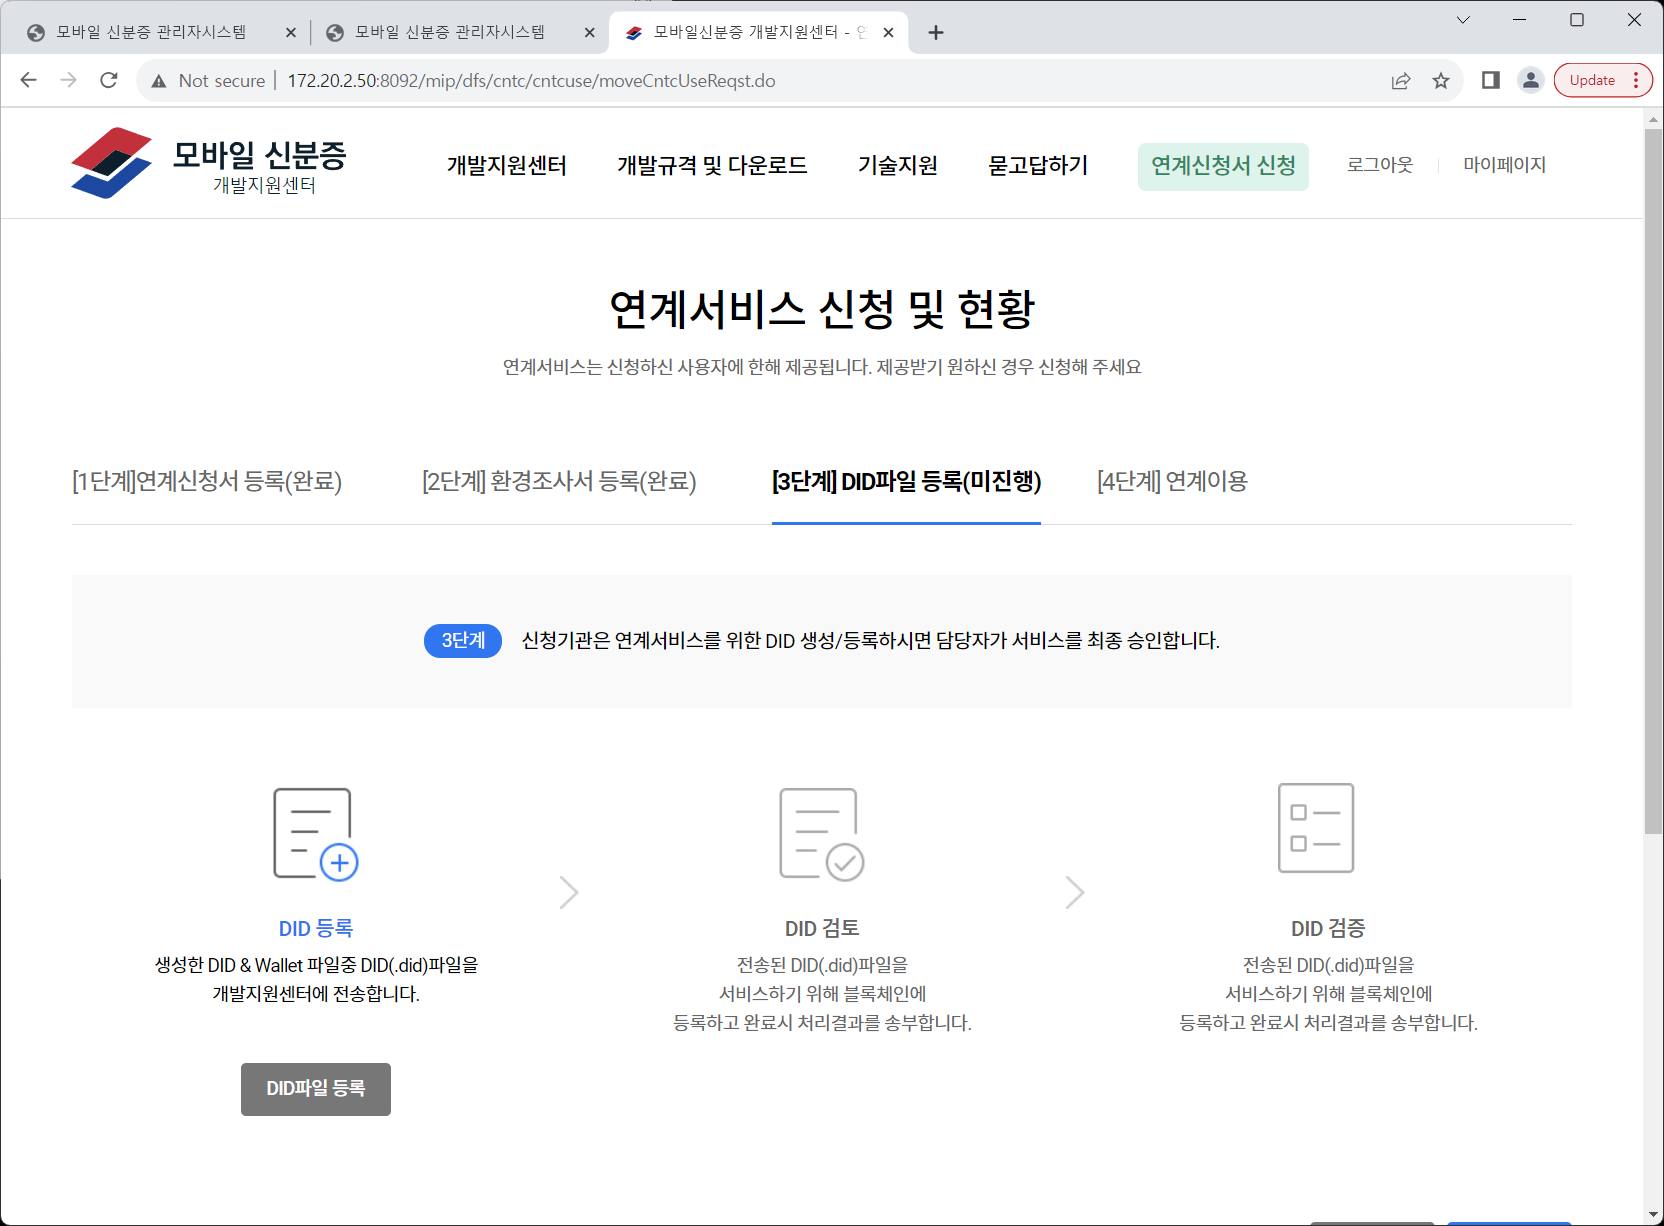 모바일 신분증 관리자시스템
모바일 신분증 관리자시스템
모바일신분증 개발지원센터 -
Not secure
172.20.2.50:8092/mip/dfs/cntc/cntcuse/moveCntcUseReqst.do
Update
모바일 신분증
개발지원센터
개발지원센터
개발규격 및 다운로드
기술지원
묻고답하기
연계신청서 신청
로그아웃
마이페이지
연계서비스 신청 및 현황
연계서비스는 신청하신 사용자에 한해 제공됩니다. 제공받기 원하신 경우 신청해 주세요
[1단계]연계신청서 등록(완료)
[2단계] 환경조사서 등록(완료)
[3단계] DID파일 등록(미진행)
[4단계] 연계이용
3단계
신청기관은 연계서비스를 위한 DID 생성/등록하시면 담당자가 서비스를 최종 승인합니다.
DID 등록
생성한 DID & Wallet 파일중 DID(.did)파일을
개발지원센터에 전송합니다.
DID파일 등록
DID 검토
전송된 DID(.did)파일을
서비스하기 위해 블록체인에
등록하고 완료시 처리결과를 송부합니다.
DID 검증
전송된 DID(.did)파일을
서비스하기 위해 블록체인에
등록하고 완료시 처리결과를 송부합니다.